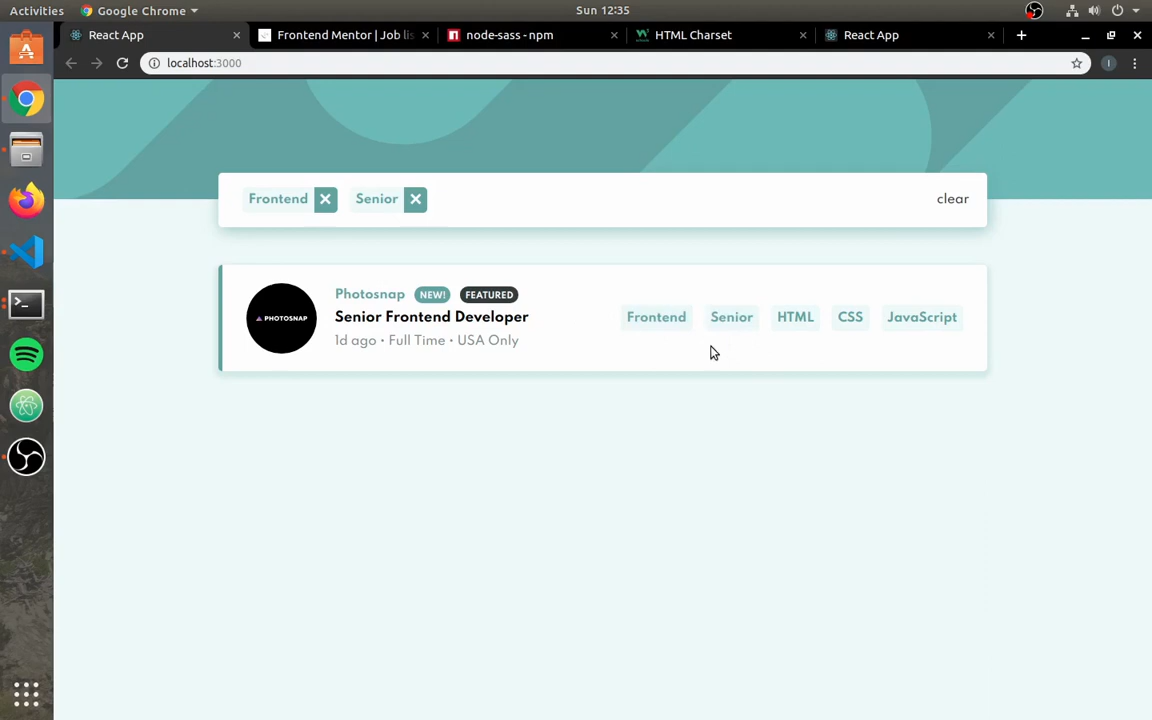 Activities Google Chrome Sun 12:35
React App Frontend Mentor | Job lis node-sass - npm HTML Charset React App
localhost:3000 I
Frontend Senior clear
Photosnap NEW! FEATURED
Senior Frontend Developer
1d ago • Full Time • USA Only
PHOTOSNAP
Frontend Senior HTML CSS JavaScript